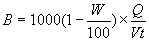 B = 1000(1 − W/100) × Q/Vt